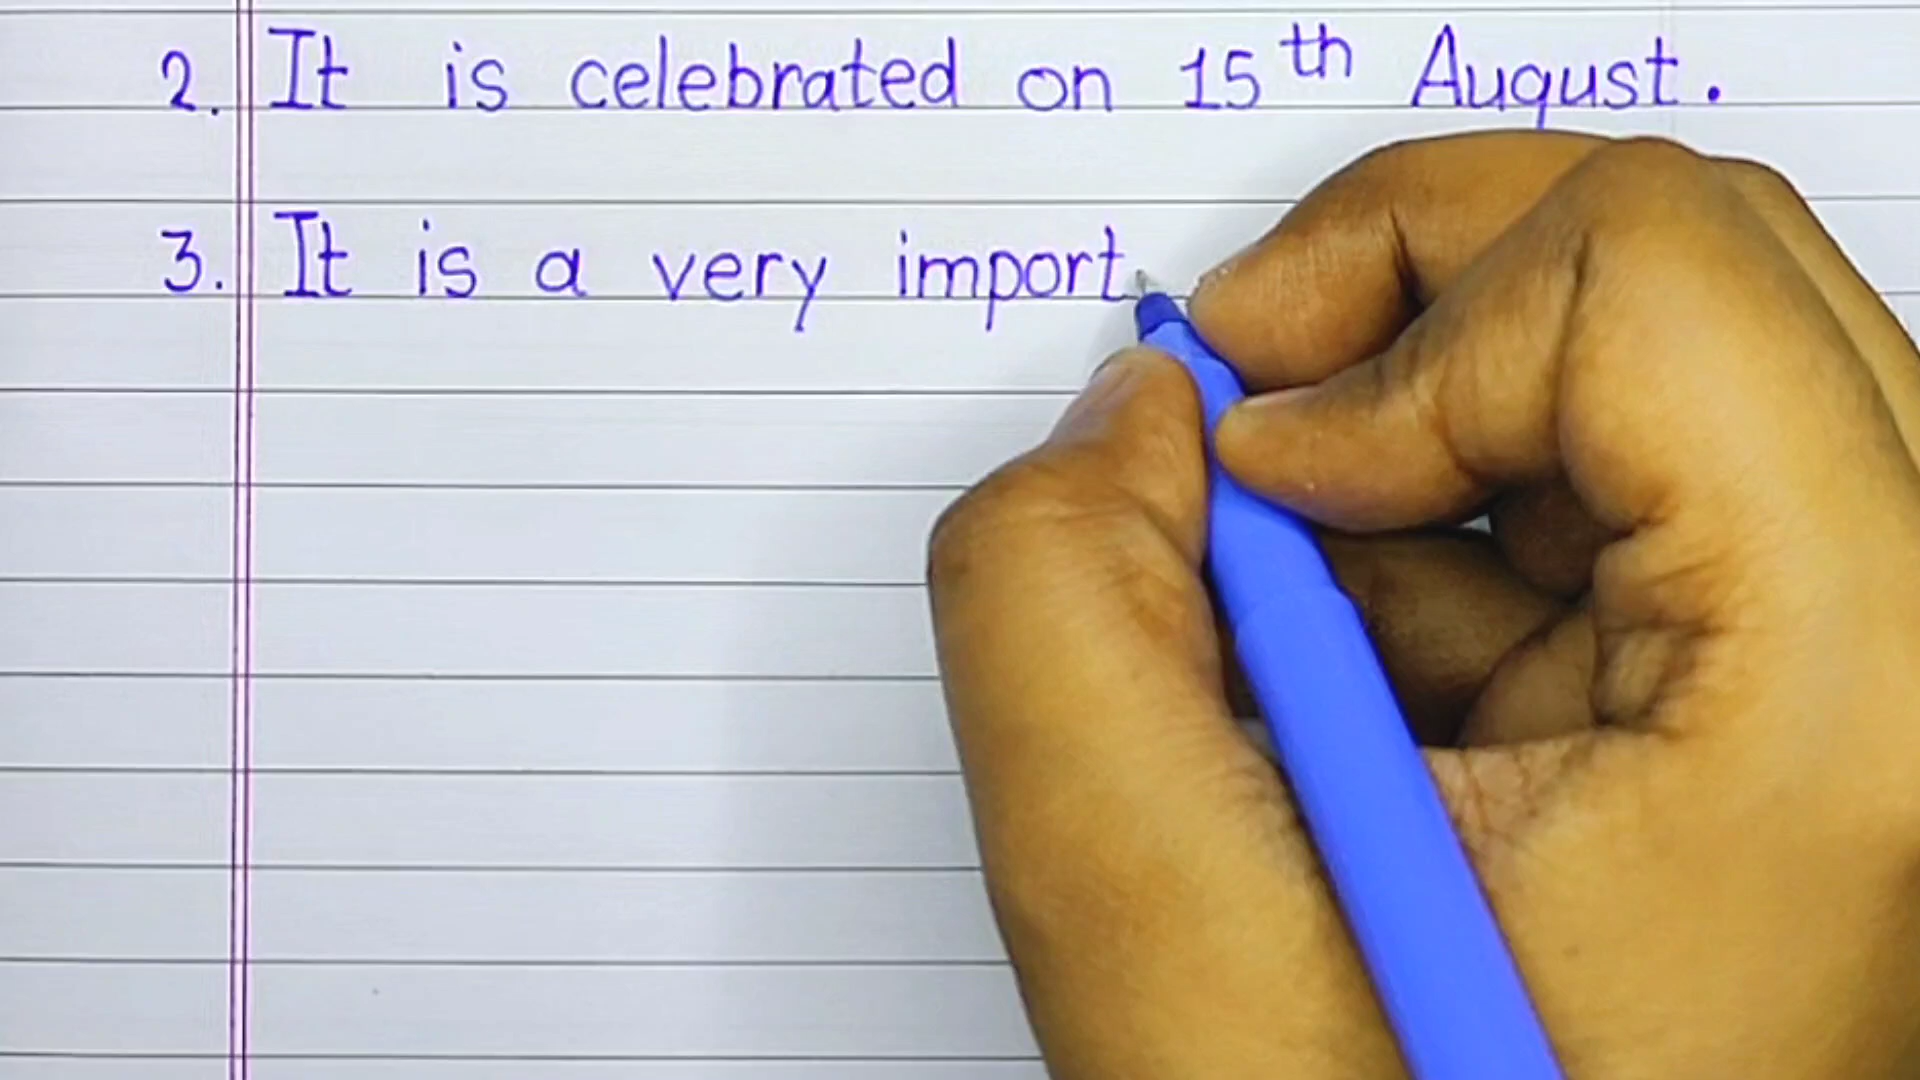 2. It is celebrated on 15th August.
3. It is a very import